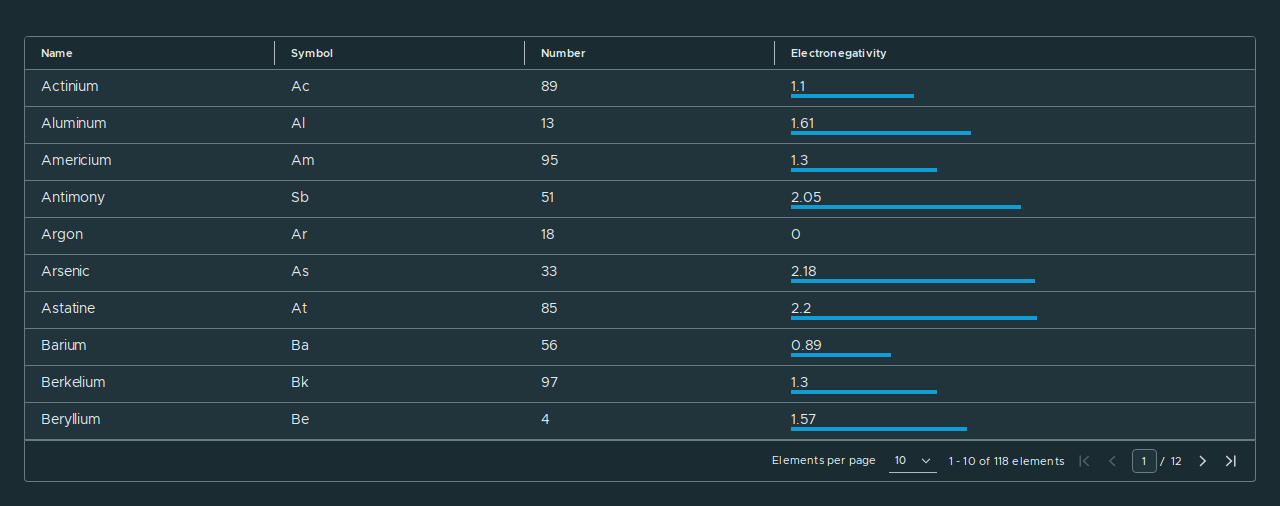 Name Symbol Number Electronegativity
Actinium Ac 89 1.1
Aluminum Al 13 1.61
Americium Am 95 1.3
Antimony Sb 51 2.05
Argon Ar 18 0
Arsenic As 33 2.18
Astatine At 85 2.2
Barium Ba 56 0.89
Berkelium Bk 97 1.3
Beryllium Be 4 1.57
Elements per page 10 1 - 10 of 118 elements 1 / 12